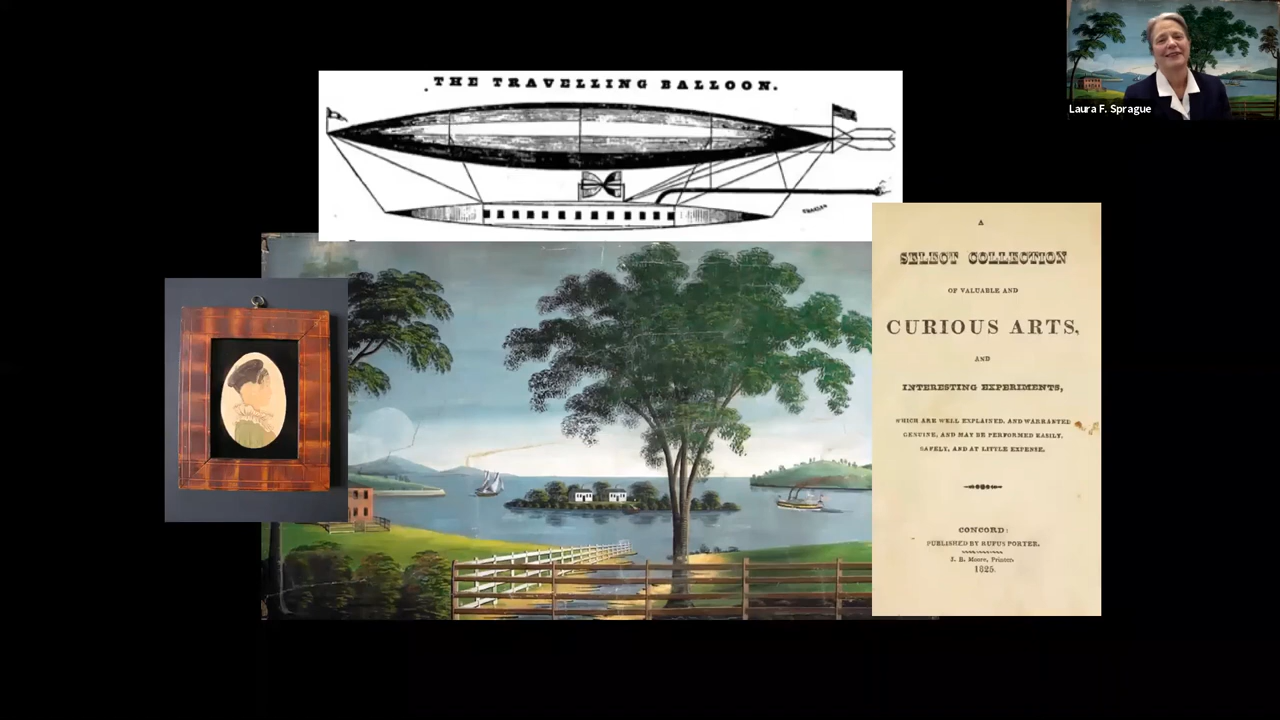 THE TRAVELLING BALLOON.
Laura F. Sprague
A
SELECT COLLECTION
OF VALUABLE AND
CURIOUS ARTS,
AND
INTERESTING EXPERIMENTS,
WHICH ARE WELL EXPLAINED, AND WARRANTED
GENUINE, AND MAY BE PERFORMED EASILY,
SAFELY, AND AT LITTLE EXPENSE.
CONCORD:
PUBLISHED BY RUFUS PORTER.
J. B. Moore, Printer.
1825.